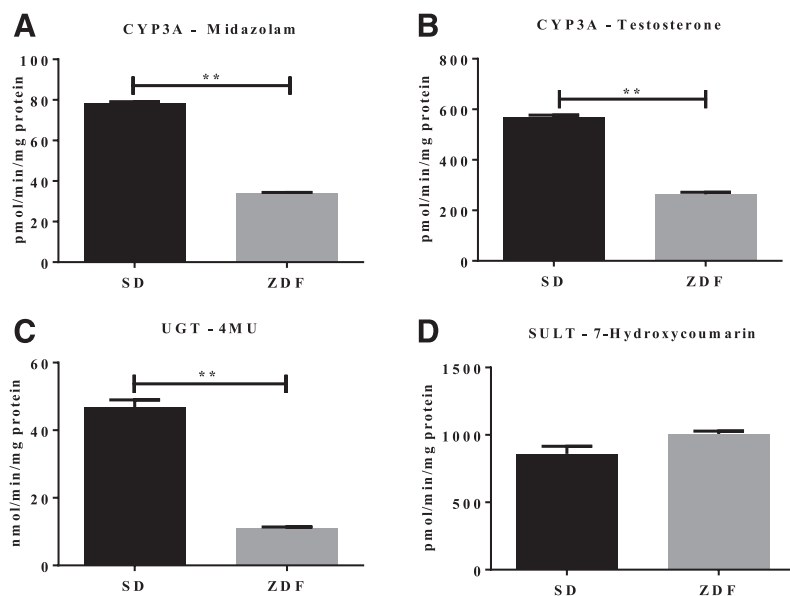 A
CYP3A - Midazolam
pmol/min/mg protein
100
80
60
40
20
0
**
SD
ZDF
B
CYP3A - Testosterone
pmol/min/mg protein
800
600
400
200
0
**
SD
ZDF
C
UGT - 4MU
nmol/min/mg protein
60
40
20
0
**
SD
ZDF
D
SULT - 7-Hydroxycoumarin
pmol/min/mg protein
1500
1000
500
0
SD
ZDF